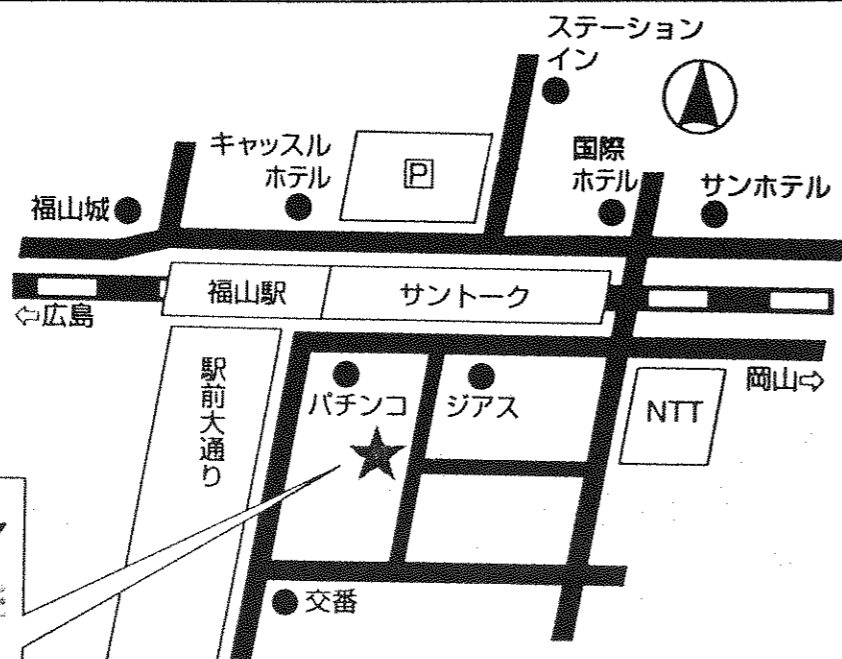 ステーション
イン
キャッスル
ホテル
P
国際
ホテル
サンホテル
福山城
福山駅
サントーク
⇦広島
岡山⇨
駅前大通り
パチンコ
ジアス
NTT
交番